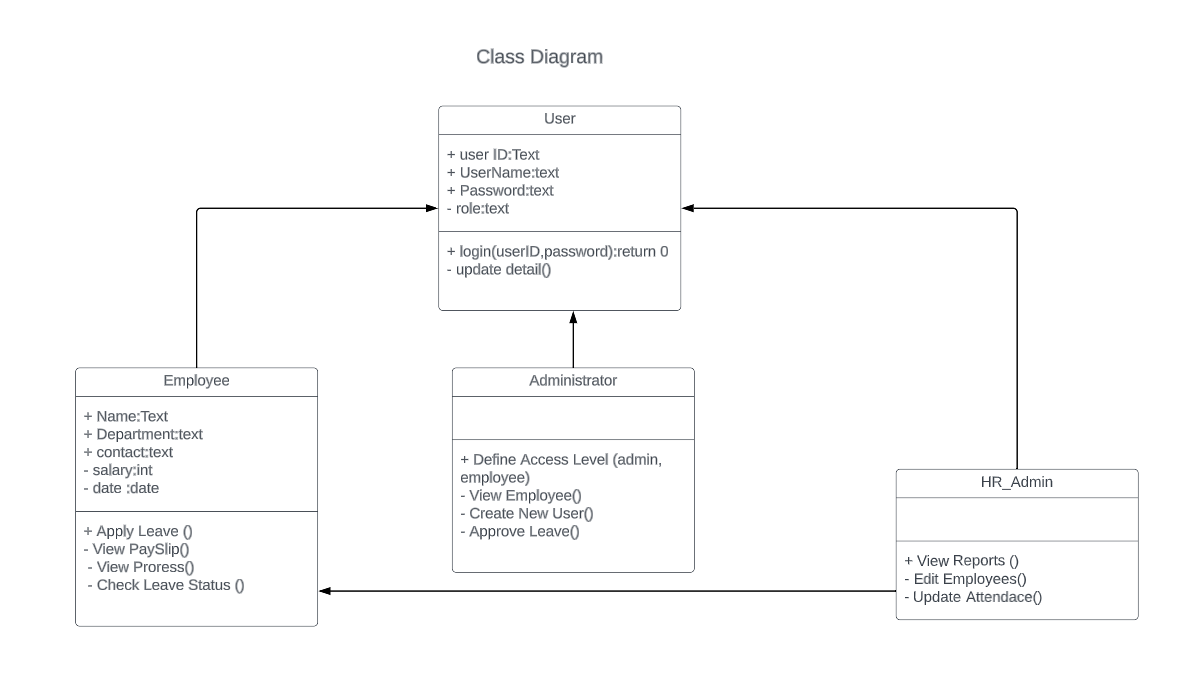 Class Diagram
User
+ user ID:Text
+ UserName:text
+ Password:text
- role:text
+ login(userID,password):return 0
- update detail()
Employee
+ Name:Text
+ Department:text
+ contact:text
- salary:int
- date :date
+ Apply Leave ()
- View PaySlip()
- View Proress()
- Check Leave Status ()
Administrator
+ Define Access Level (admin,
employee)
- View Employee()
- Create New User()
- Approve Leave()
HR_Admin
+ View Reports ()
- Edit Employees()
- Update Attendace()